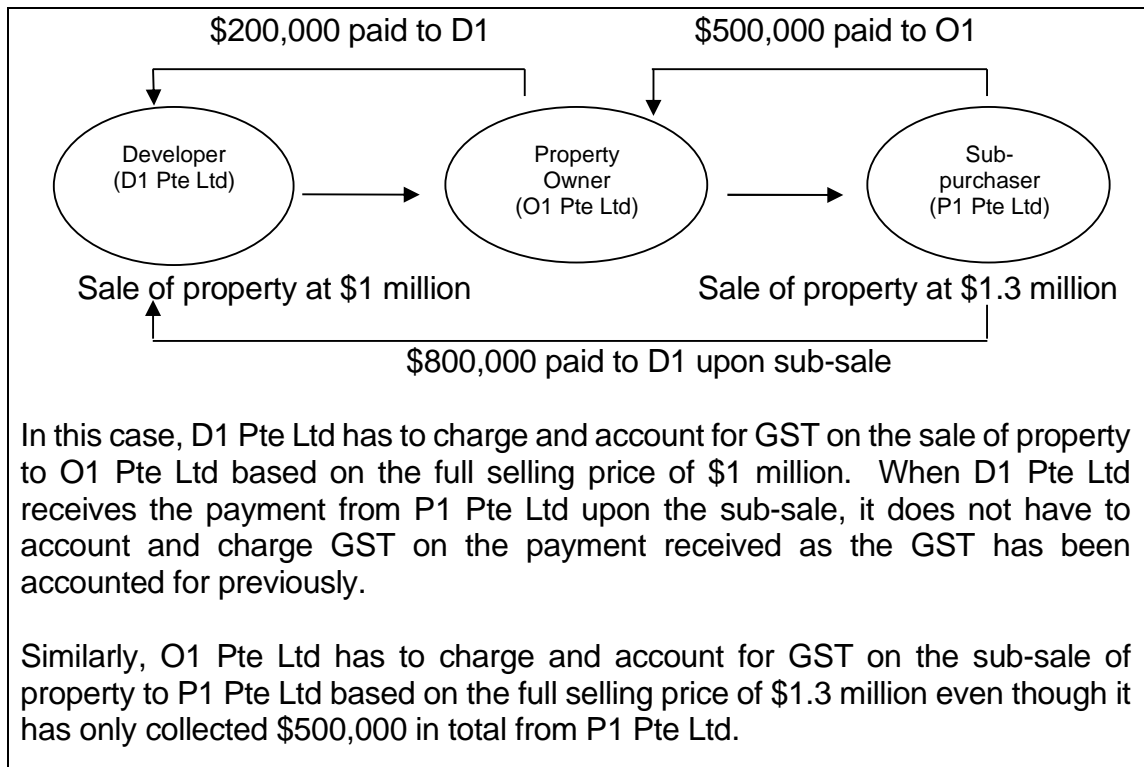 $200,000 paid to D1
$500,000 paid to O1
Developer
(D1 Pte Ltd)
Property
Owner
(O1 Pte Ltd)
Sub-
purchaser
(P1 Pte Ltd)
Sale of property at $1 million
Sale of property at $1.3 million
$800,000 paid to D1 upon sub-sale
In this case, D1 Pte Ltd has to charge and account for GST on the sale of property
to O1 Pte Ltd based on the full selling price of $1 million. When D1 Pte Ltd
receives the payment from P1 Pte Ltd upon the sub-sale, it does not have to
account and charge GST on the payment received as the GST has been
accounted for previously.
Similarly, O1 Pte Ltd has to charge and account for GST on the sub-sale of
property to P1 Pte Ltd based on the full selling price of $1.3 million even though it
has only collected $500,000 in total from P1 Pte Ltd.